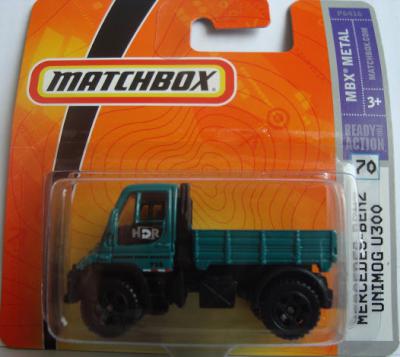 MATCHBOX
P6416
MBX METAL
MATCHBOX.COM
3+
READY FOR
ACTION
70
MERCEDES-BENZ
UNIMOG U300
HDR